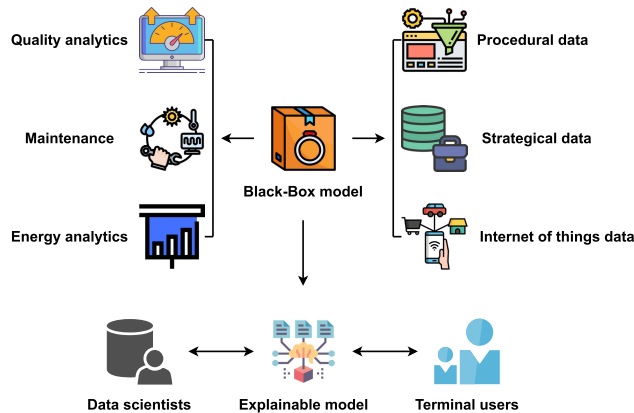 Quality analytics
Procedural data
Maintenance
Strategical data
Black-Box model
Energy analytics
Internet of things data
Data scientists
Explainable model
Terminal users